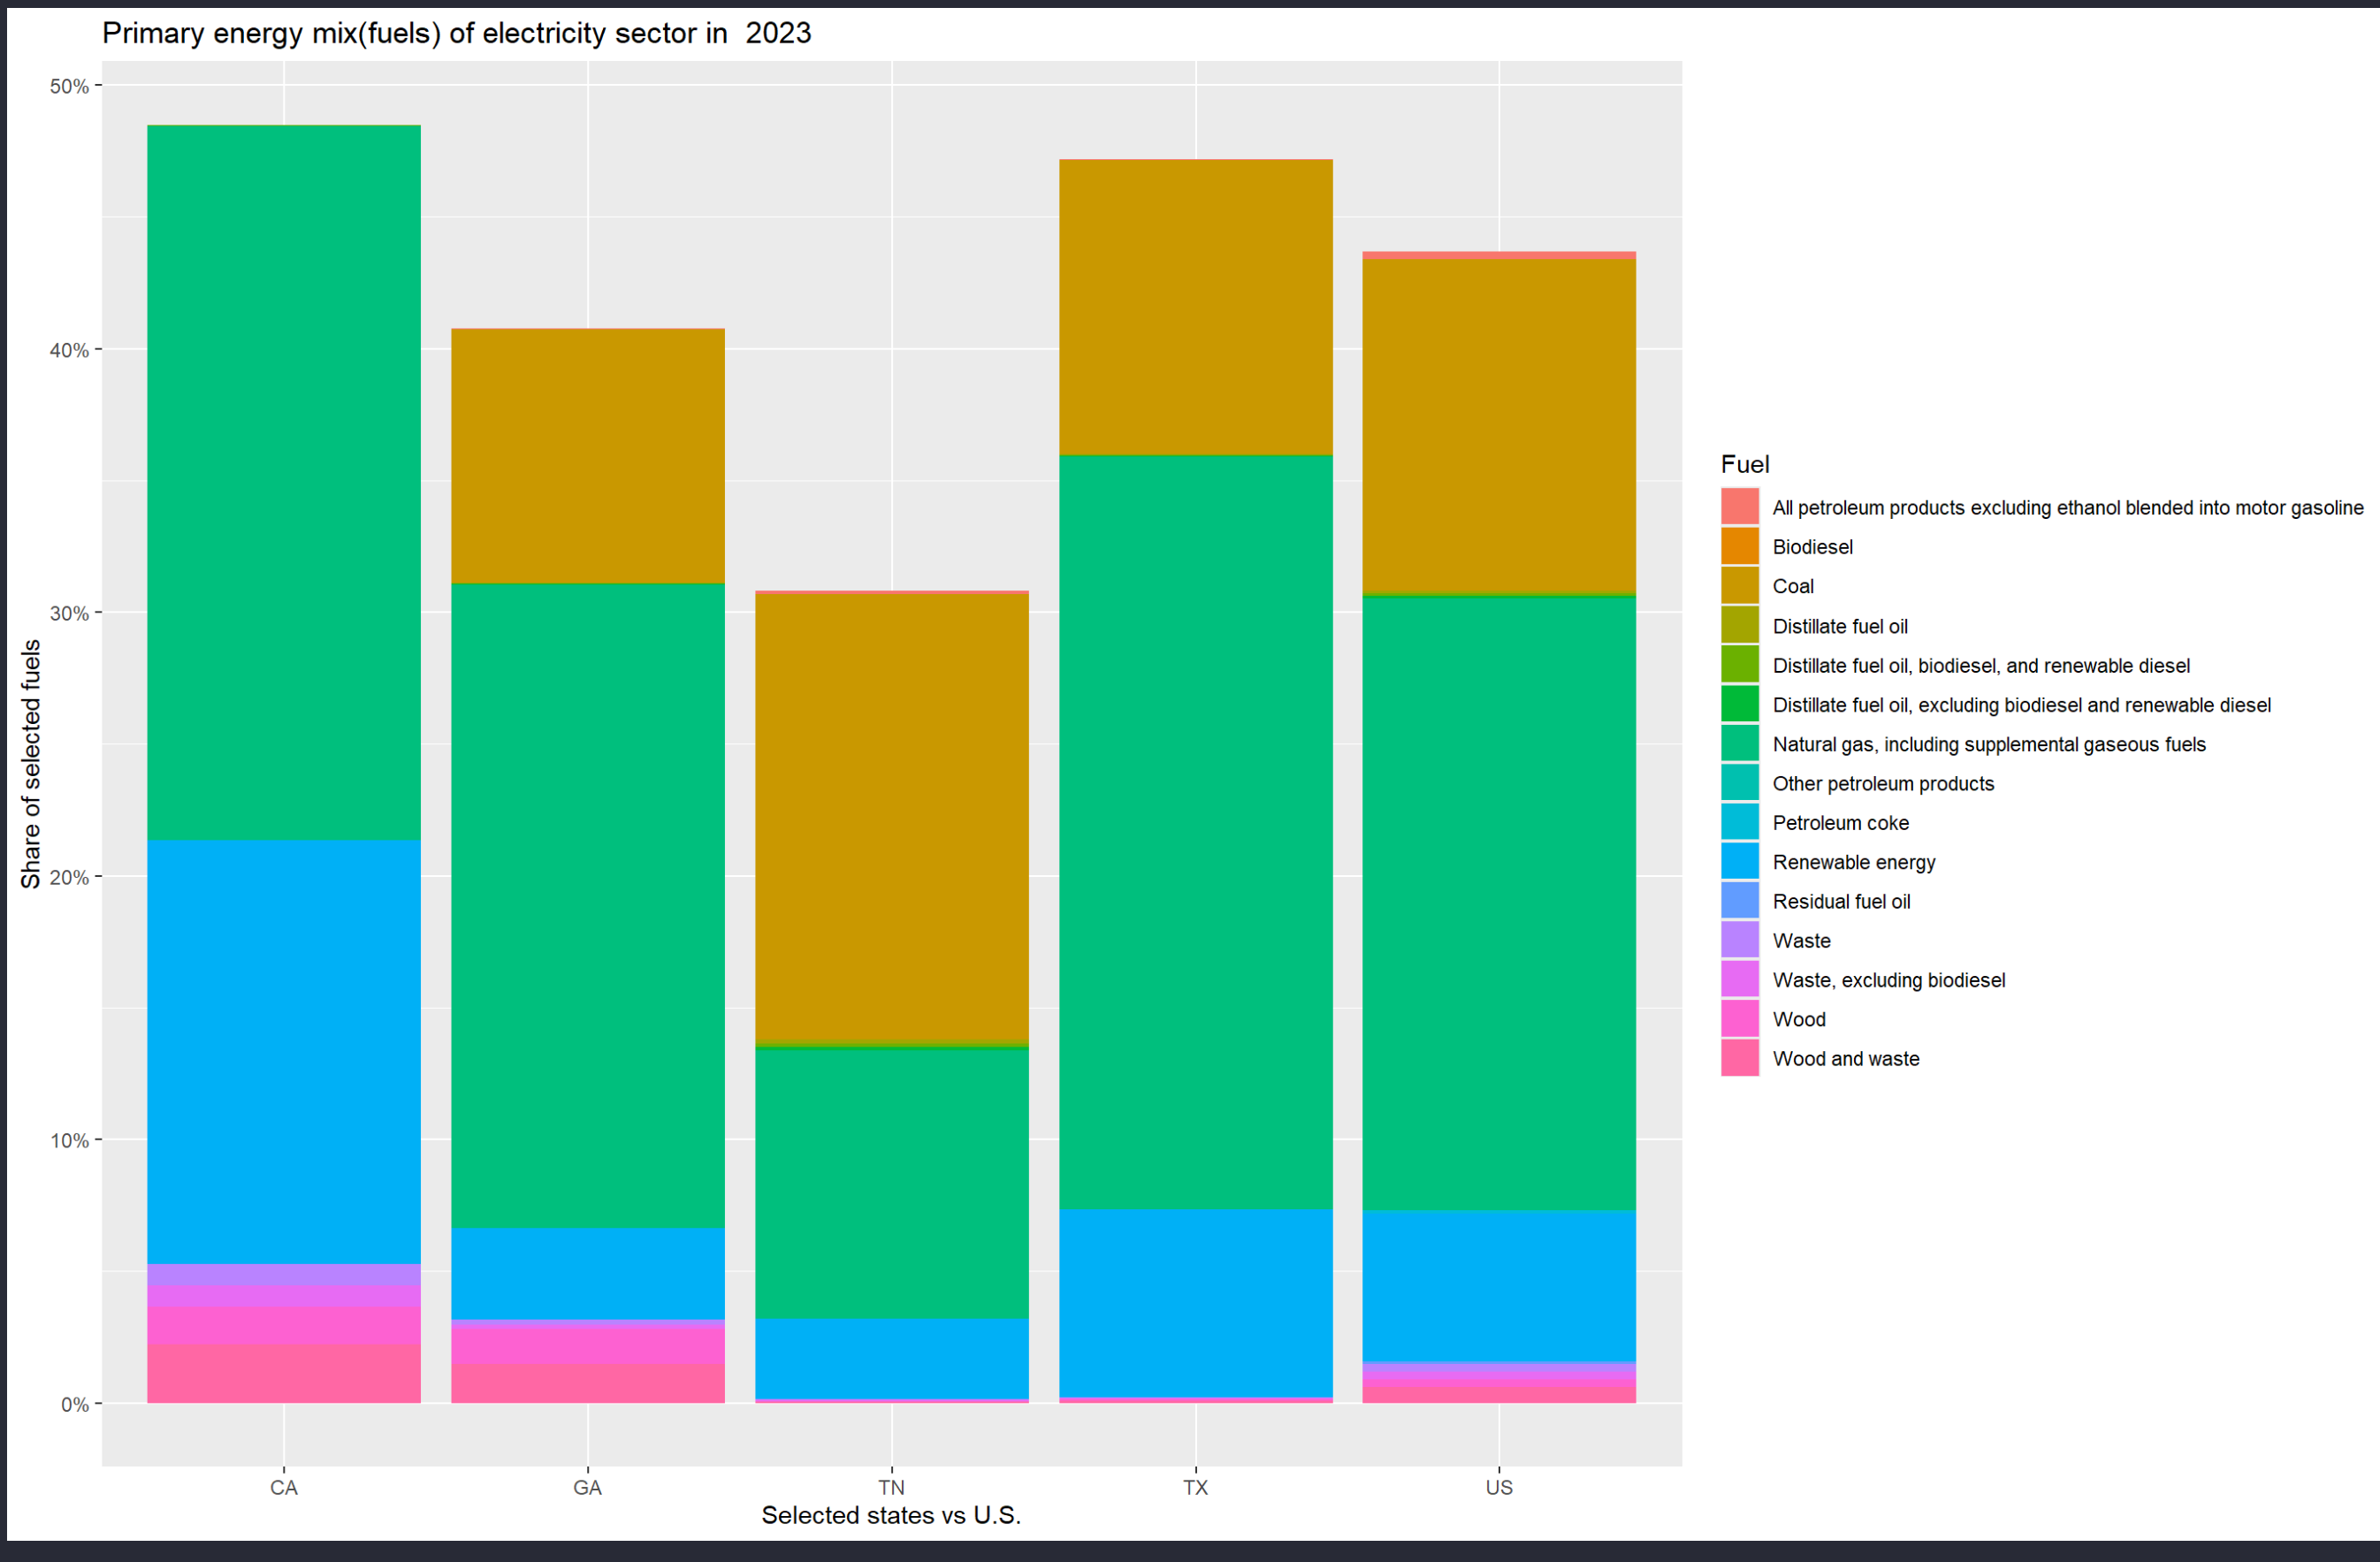 Primary energy mix(fuels) of electricity sector in  2023
Share of selected fuels
50%
40%
30%
20%
10%
0%
CA
GA
TN
TX
US
Selected states vs U.S.
Fuel
All petroleum products excluding ethanol blended into motor gasoline
Biodiesel
Coal
Distillate fuel oil
Distillate fuel oil, biodiesel, and renewable diesel
Distillate fuel oil, excluding biodiesel and renewable diesel
Natural gas, including supplemental gaseous fuels
Other petroleum products
Petroleum coke
Renewable energy
Residual fuel oil
Waste
Waste, excluding biodiesel
Wood
Wood and waste